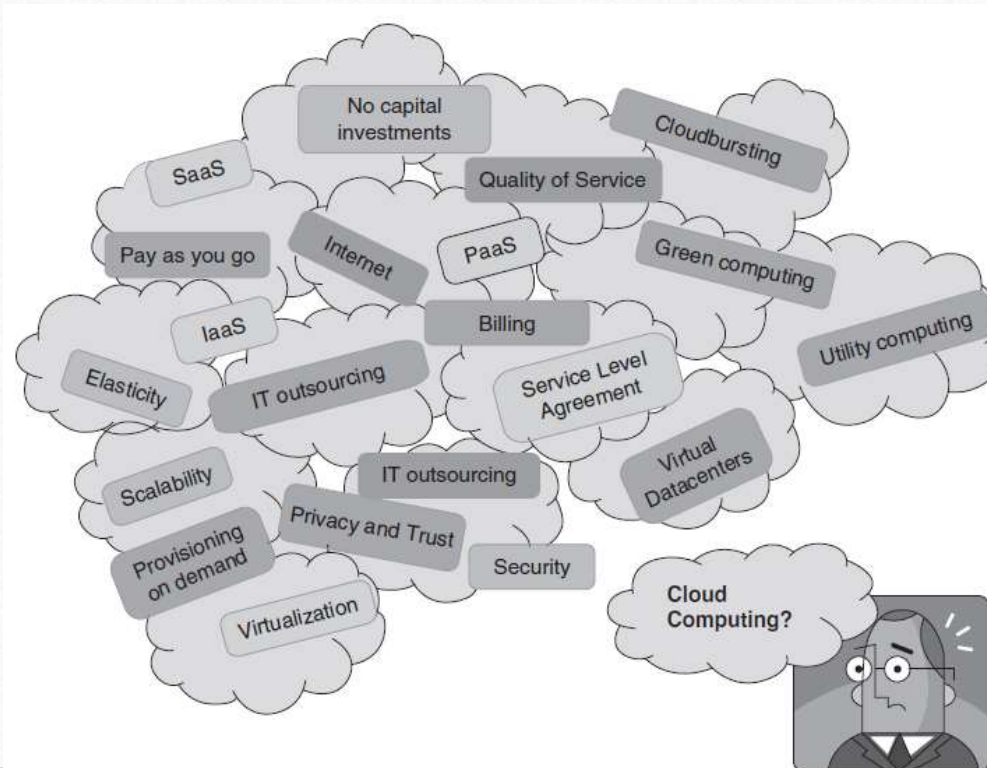 No capital
investments
Cloudbursting
SaaS
Quality of Service
Pay as you go
Internet
PaaS
Green computing
IaaS
Billing
Utility computing
Elasticity
IT outsourcing
Service Level
Agreement
Scalability
IT outsourcing
Virtual
Datacenters
Privacy and Trust
Provisioning
on demand
Security
Virtualization
Cloud
Computing?